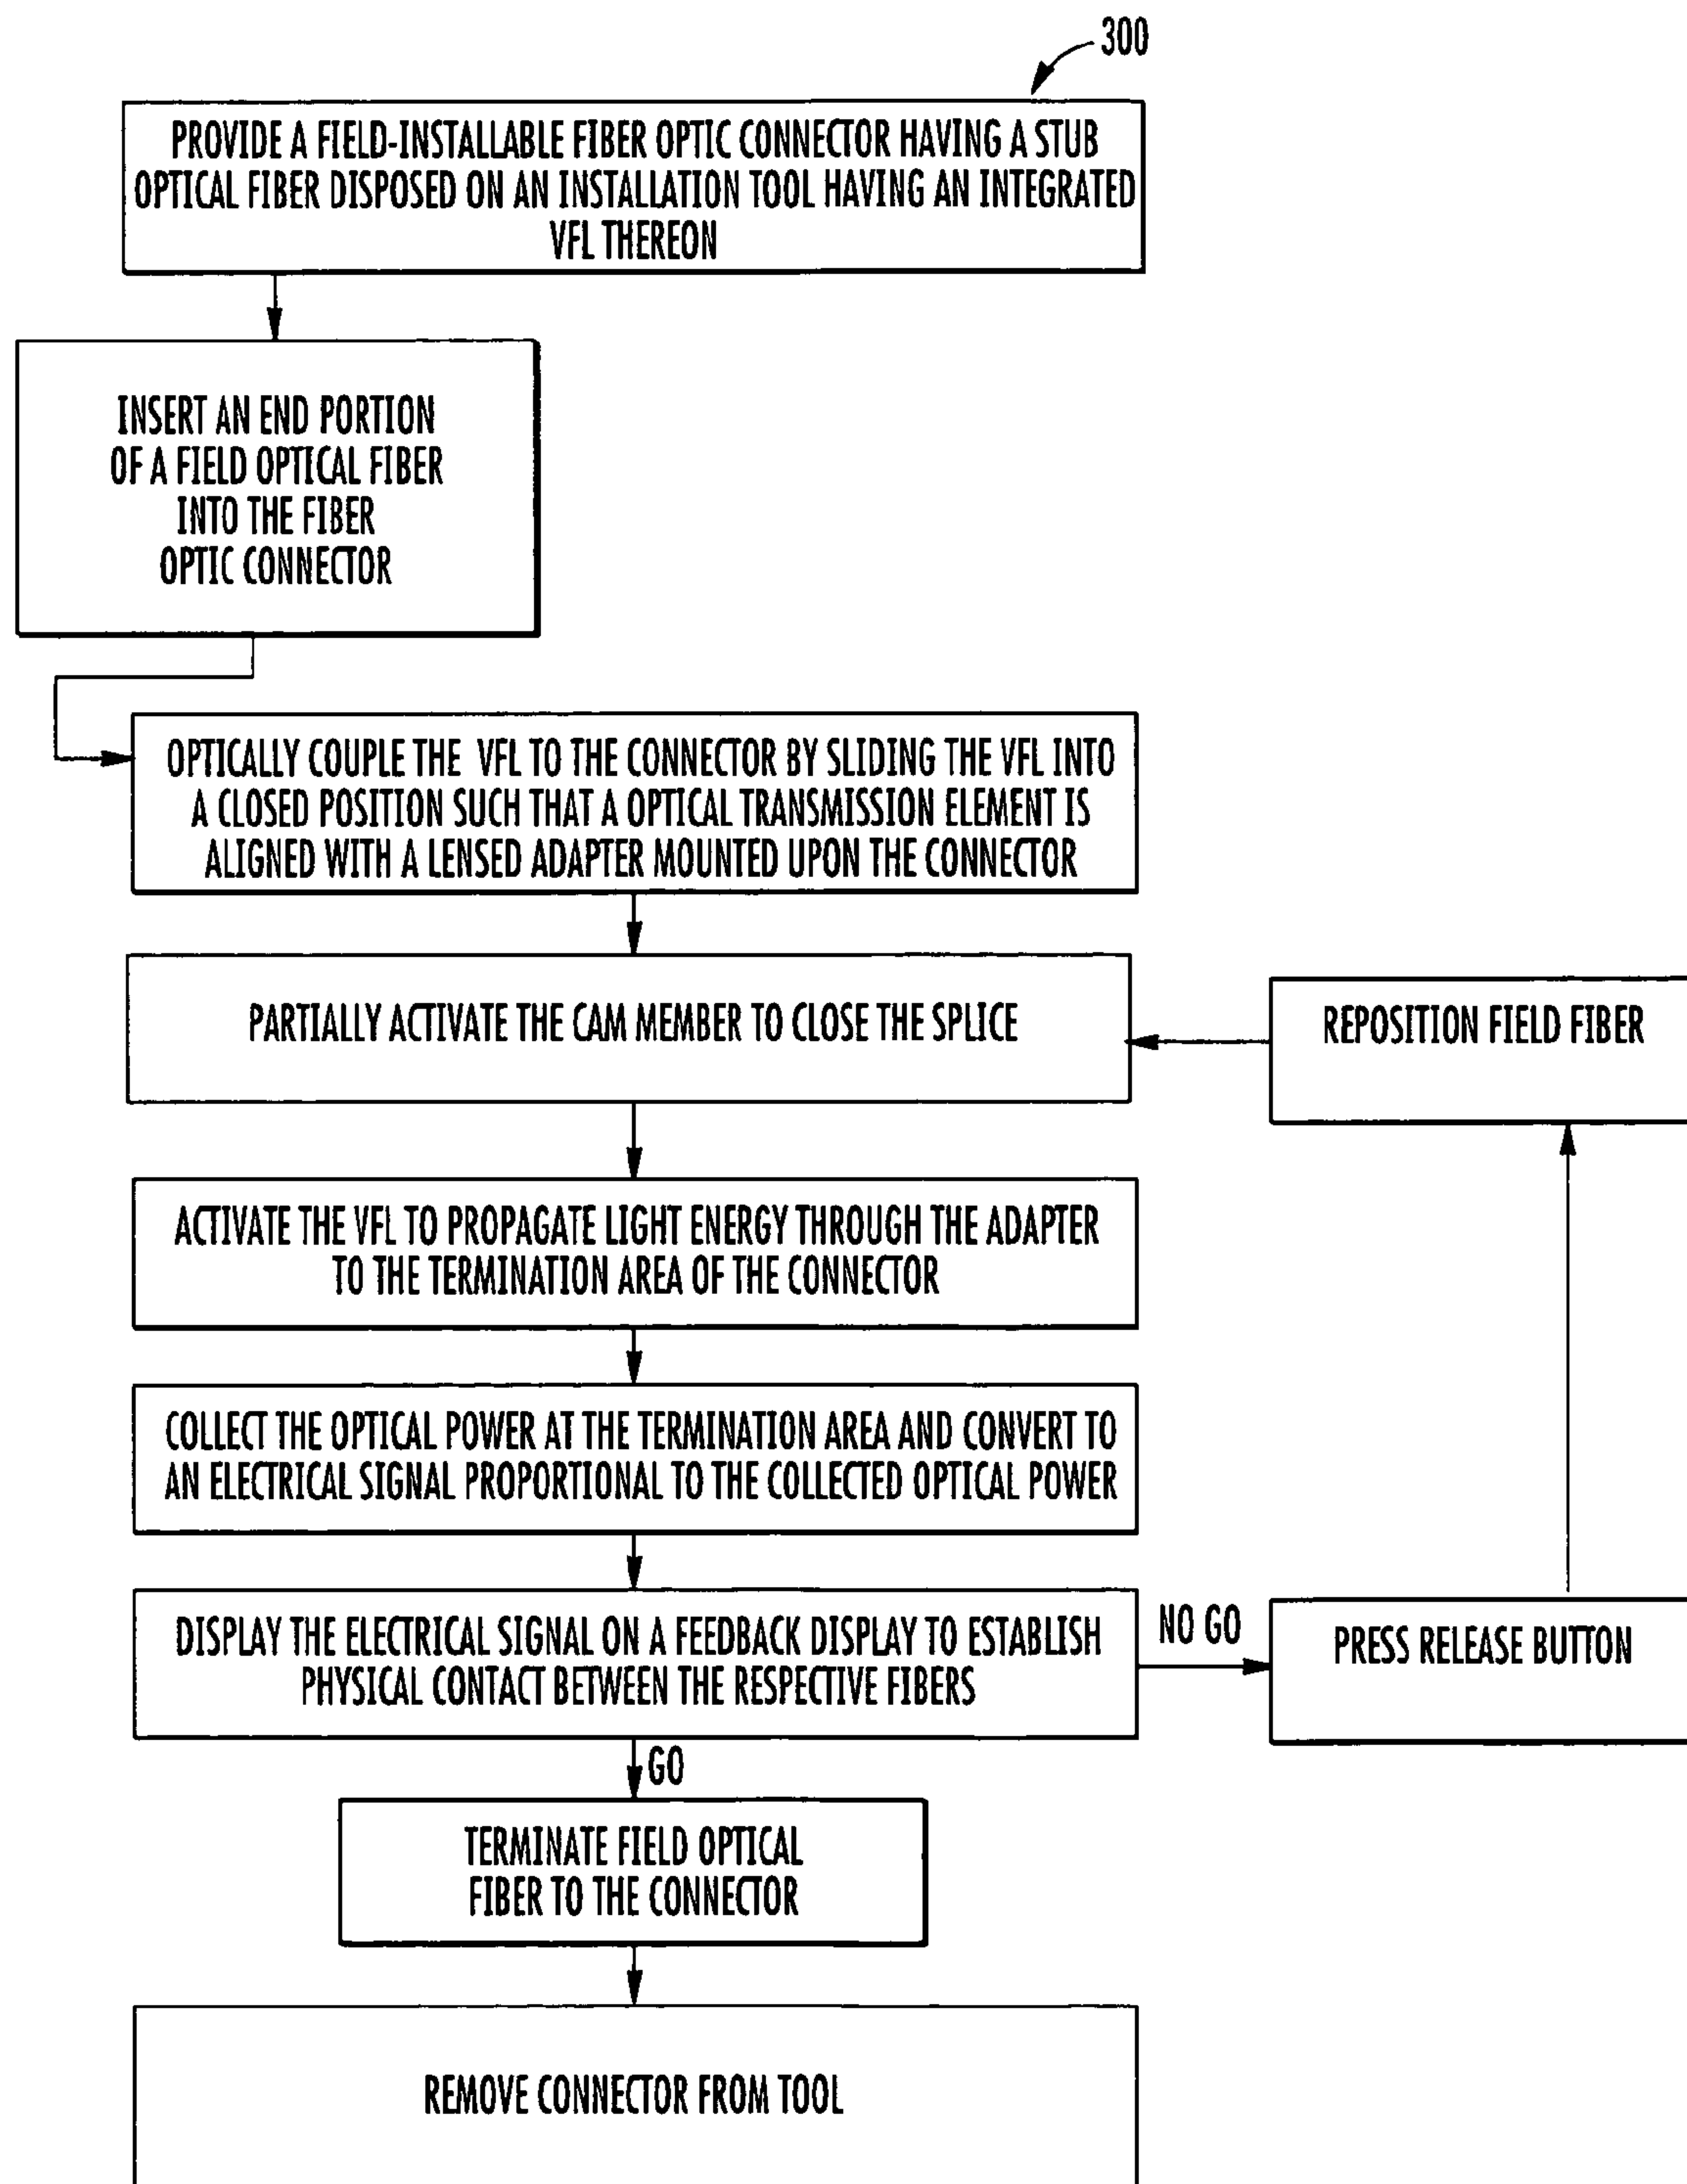 300
PROVIDE A FIELD-INSTALLABLE FIBER OPTIC CONNECTOR HAVING A STUB
OPTICAL FIBER DISPOSED ON AN INSTALLATION TOOL HAVING AN INTEGRATED
VFL THEREON
INSERT AN END PORTION
OF A FIELD OPTICAL FIBER
INTO THE FIBER
OPTIC CONNECTOR
OPTICALLY COUPLE THE VFL TO THE CONNECTOR BY SLIDING THE VFL INTO
A CLOSED POSITION SUCH THAT A OPTICAL TRANSMISSION ELEMENT IS
ALIGNED WITH A LENSED ADAPTER MOUNTED UPON THE CONNECTOR
PARTIALLY ACTIVATE THE CAM MEMBER TO CLOSE THE SPLICE
REPOSITION FIELD FIBER
ACTIVATE THE VFL TO PROPAGATE LIGHT ENERGY THROUGH THE ADAPTER
TO THE TERMINATION AREA OF THE CONNECTOR
COLLECT THE OPTICAL POWER AT THE TERMINATION AREA AND CONVERT TO
AN ELECTRICAL SIGNAL PROPORTIONAL TO THE COLLECTED OPTICAL POWER
DISPLAY THE ELECTRICAL SIGNAL ON A FEEDBACK DISPLAY TO ESTABLISH
PHYSICAL CONTACT BETWEEN THE RESPECTIVE FIBERS
NO GO
PRESS RELEASE BUTTON
GO
TERMINATE FIELD OPTICAL
FIBER TO THE CONNECTOR
REMOVE CONNECTOR FROM TOOL